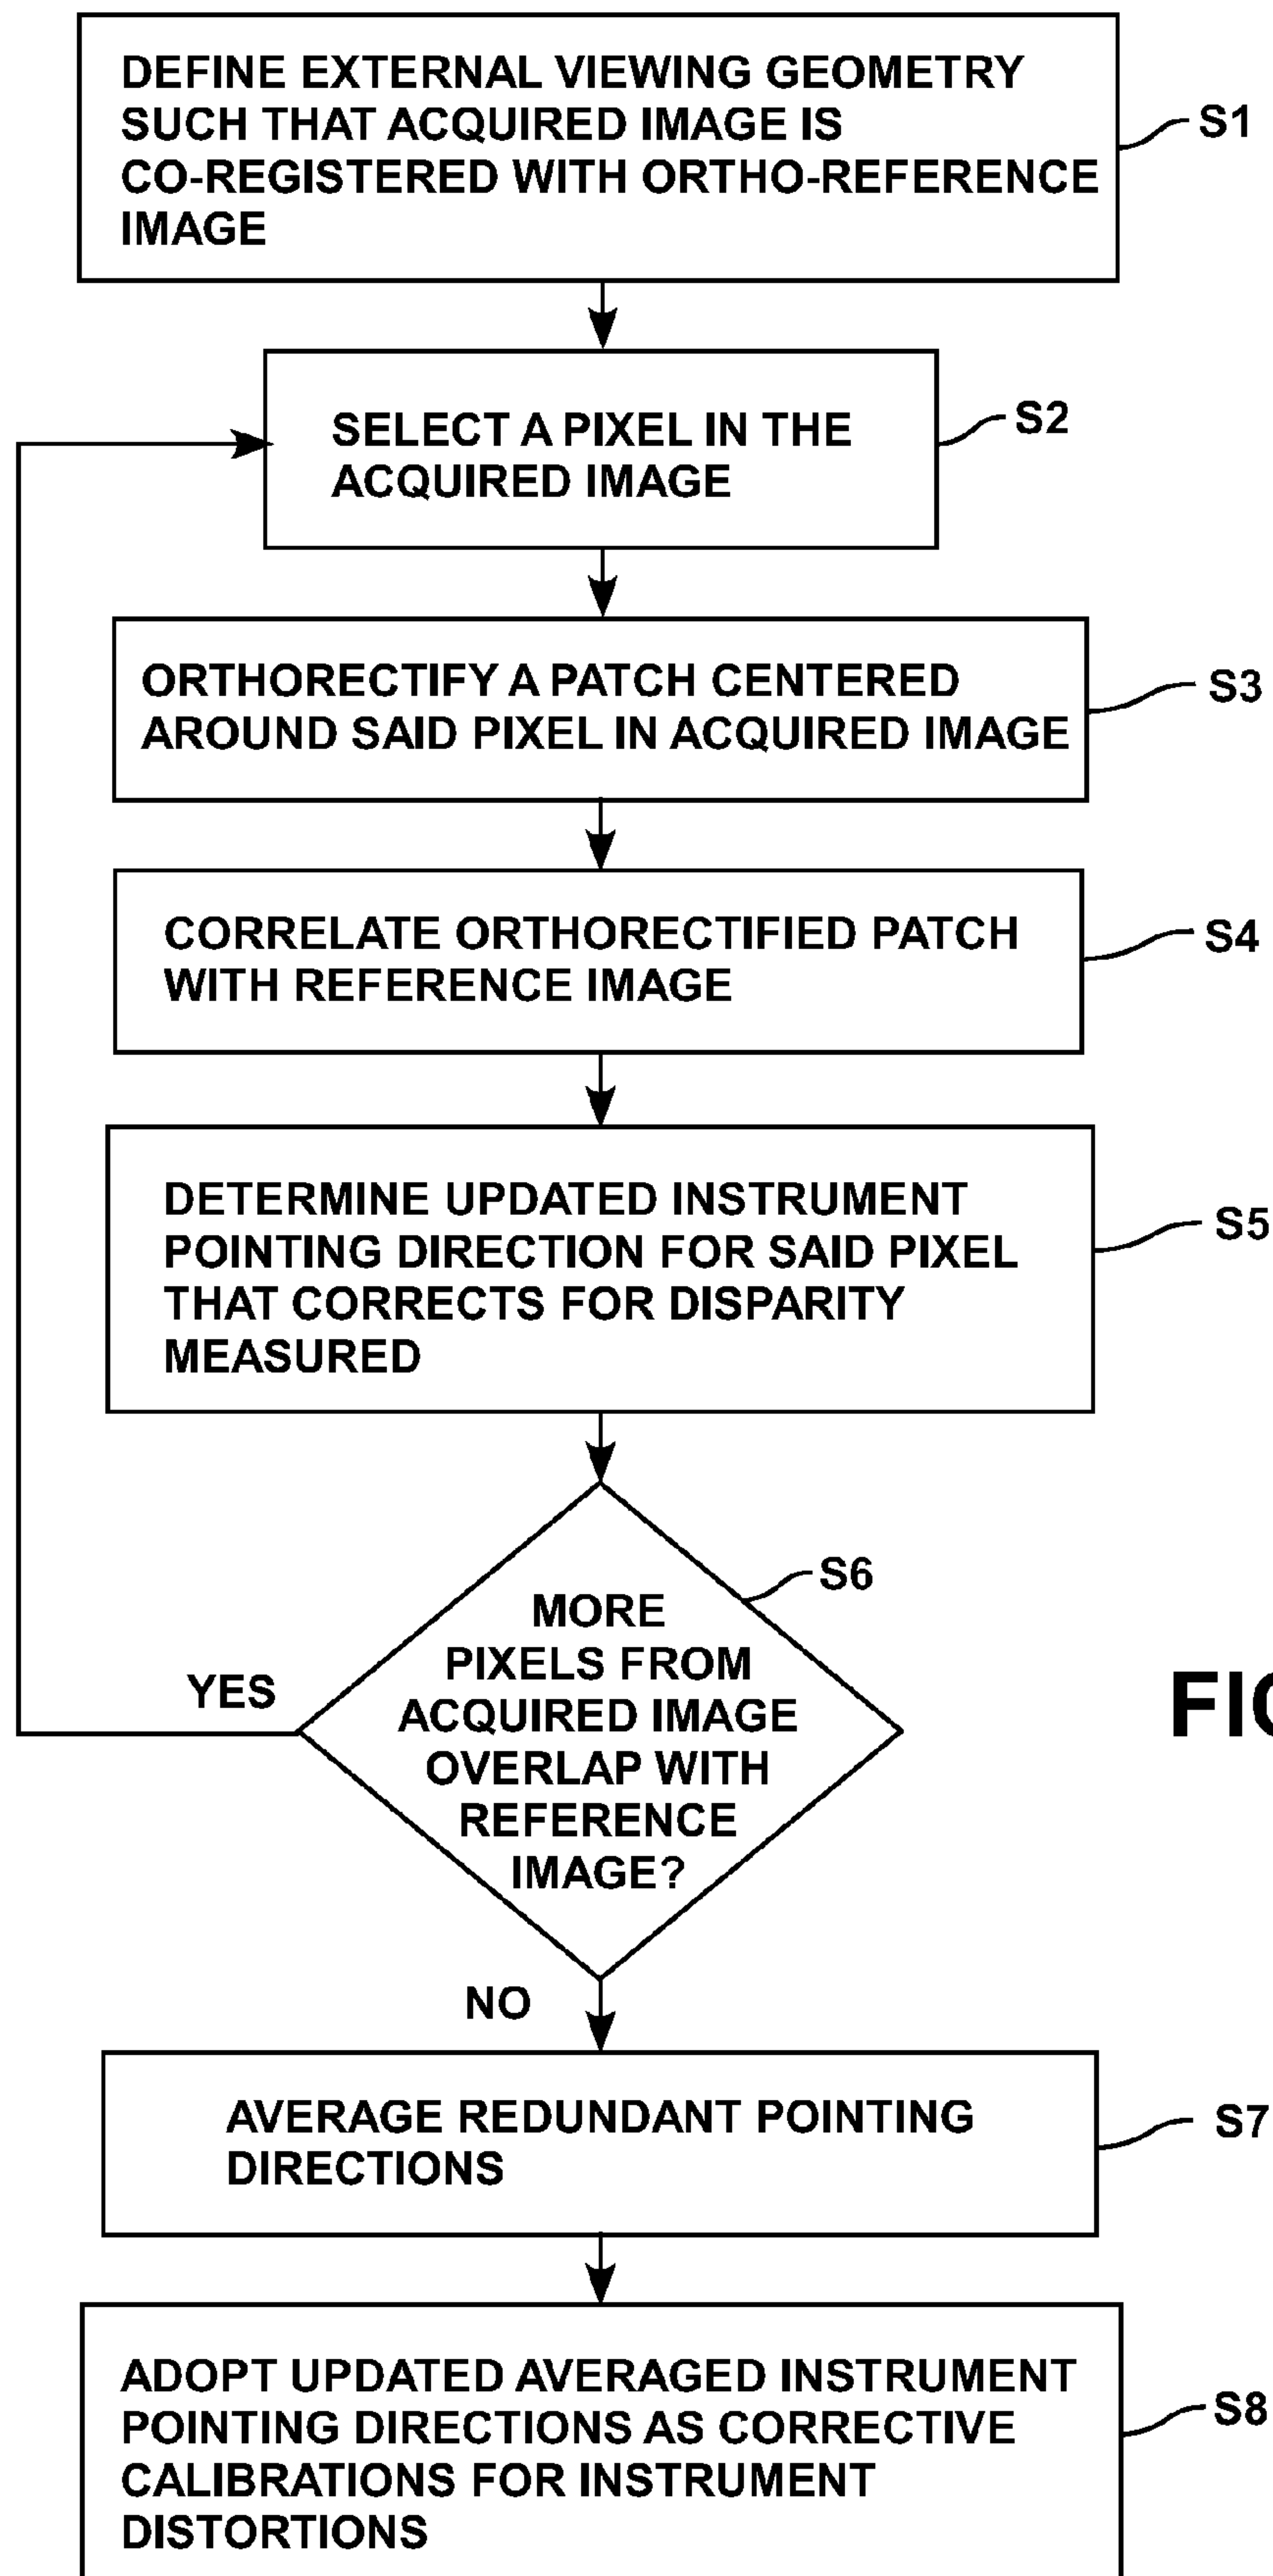 DEFINE EXTERNAL VIEWING GEOMETRY
SUCH THAT ACQUIRED IMAGE IS
CO-REGISTERED WITH ORTHO-REFERENCE
IMAGE
S1
SELECT A PIXEL IN THE
ACQUIRED IMAGE
S2
ORTHORECTIFY A PATCH CENTERED
AROUND SAID PIXEL IN ACQUIRED IMAGE
S3
CORRELATE ORTHORECTIFIED PATCH
WITH REFERENCE IMAGE
S4
DETERMINE UPDATED INSTRUMENT
POINTING DIRECTION FOR SAID PIXEL
THAT CORRECTS FOR DISPARITY
MEASURED
S5
MORE
PIXELS FROM
ACQUIRED IMAGE
OVERLAP WITH
REFERENCE
IMAGE?
S6
YES
NO
AVERAGE REDUNDANT POINTING
DIRECTIONS
S7
ADOPT UPDATED AVERAGED INSTRUMENT
POINTING DIRECTIONS AS CORRECTIVE
CALIBRATIONS FOR INSTRUMENT
DISTORTIONS
S8